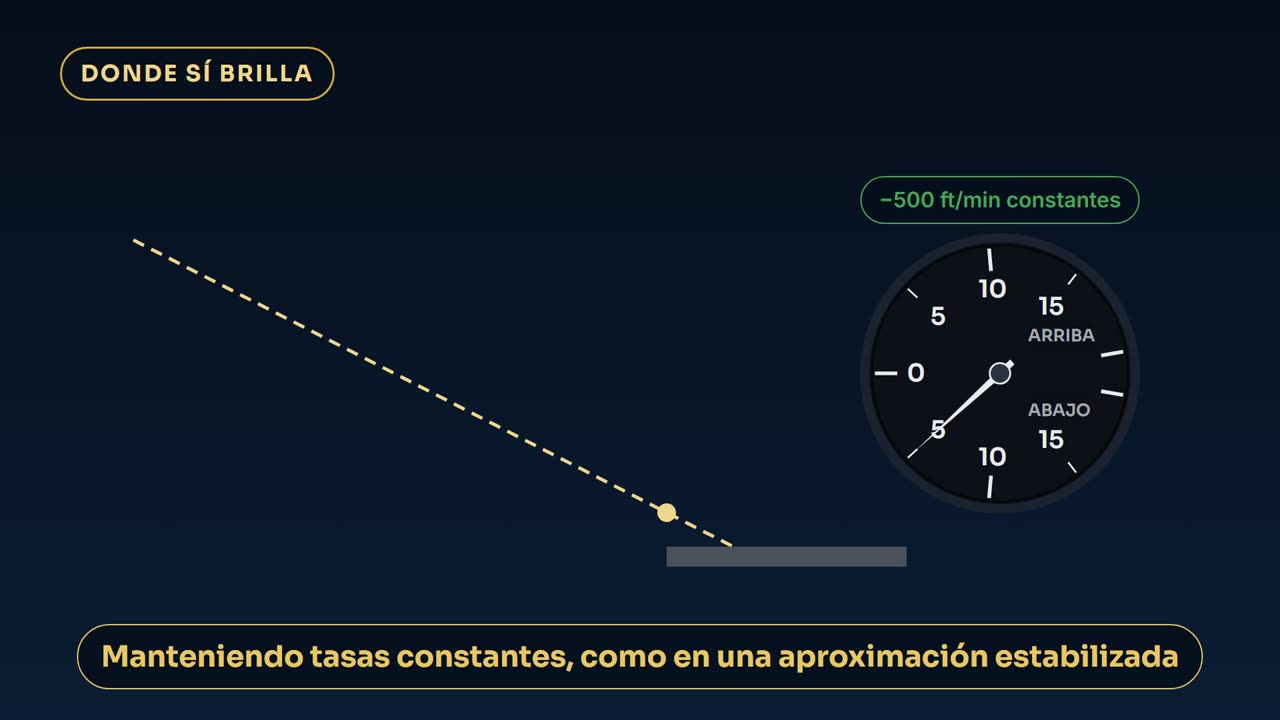 DONDE SÍ BRILLA
−500 ft/min constantes
10
5
15
ARRIBA
0
ABAJO
5
15
10
Manteniendo tasas constantes, como en una aproximación estabilizada